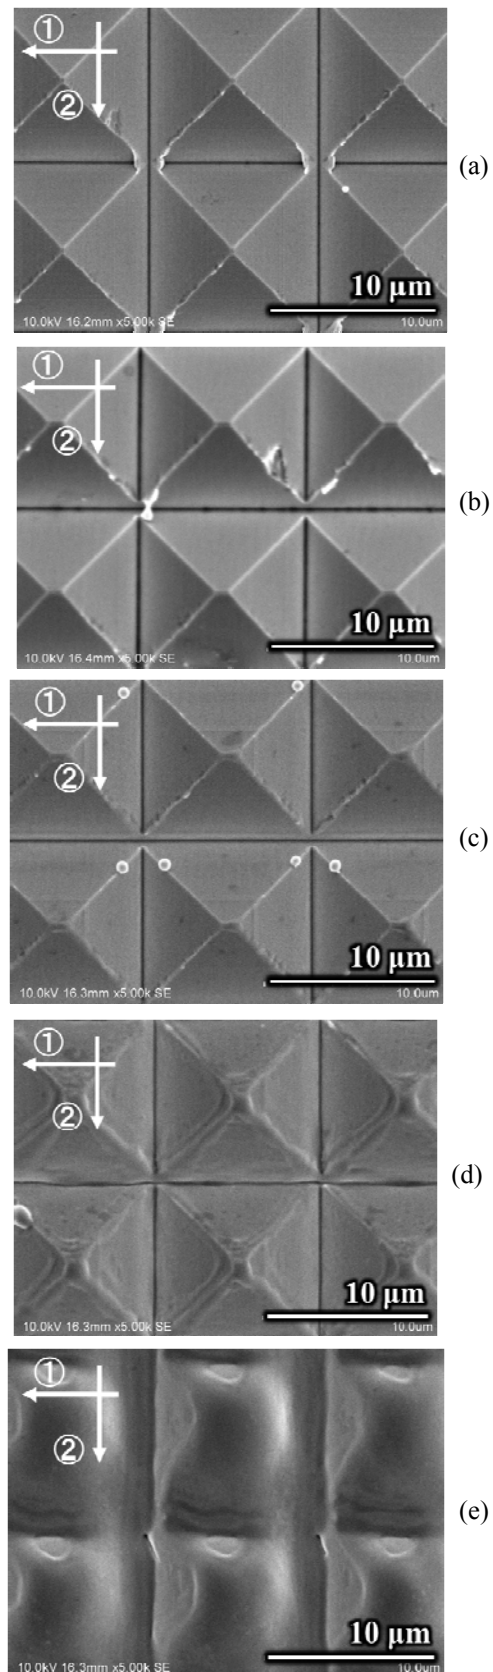 ①
②
(a)
10 µm
10.0kV 16.2mm x5.00k SE 10.0um
①
②
(b)
10 µm
10.0kV 16.4mm x5.00k SE 10.0um
①
②
(c)
10 µm
10.0kV 16.3mm x5.00k SE 10.0um
①
②
(d)
10 µm
10.0kV 16.3mm x5.00k SE 10.0um
①
②
(e)
10 µm
10.0kV 16.3mm x5.00k SE 10.0um